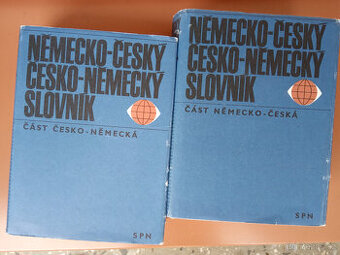 NĚMECKO-ČESKÝ
ČESKO-NĚMECKÝ
SLOVNÍK
ČÁST ČESKO-NĚMECKÁ
SPN
NĚMECKO-ČESKÝ
ČESKO-NĚMECKÝ
SLOVNÍK
ČÁST NĚMECKO-ČESKÁ
SPN